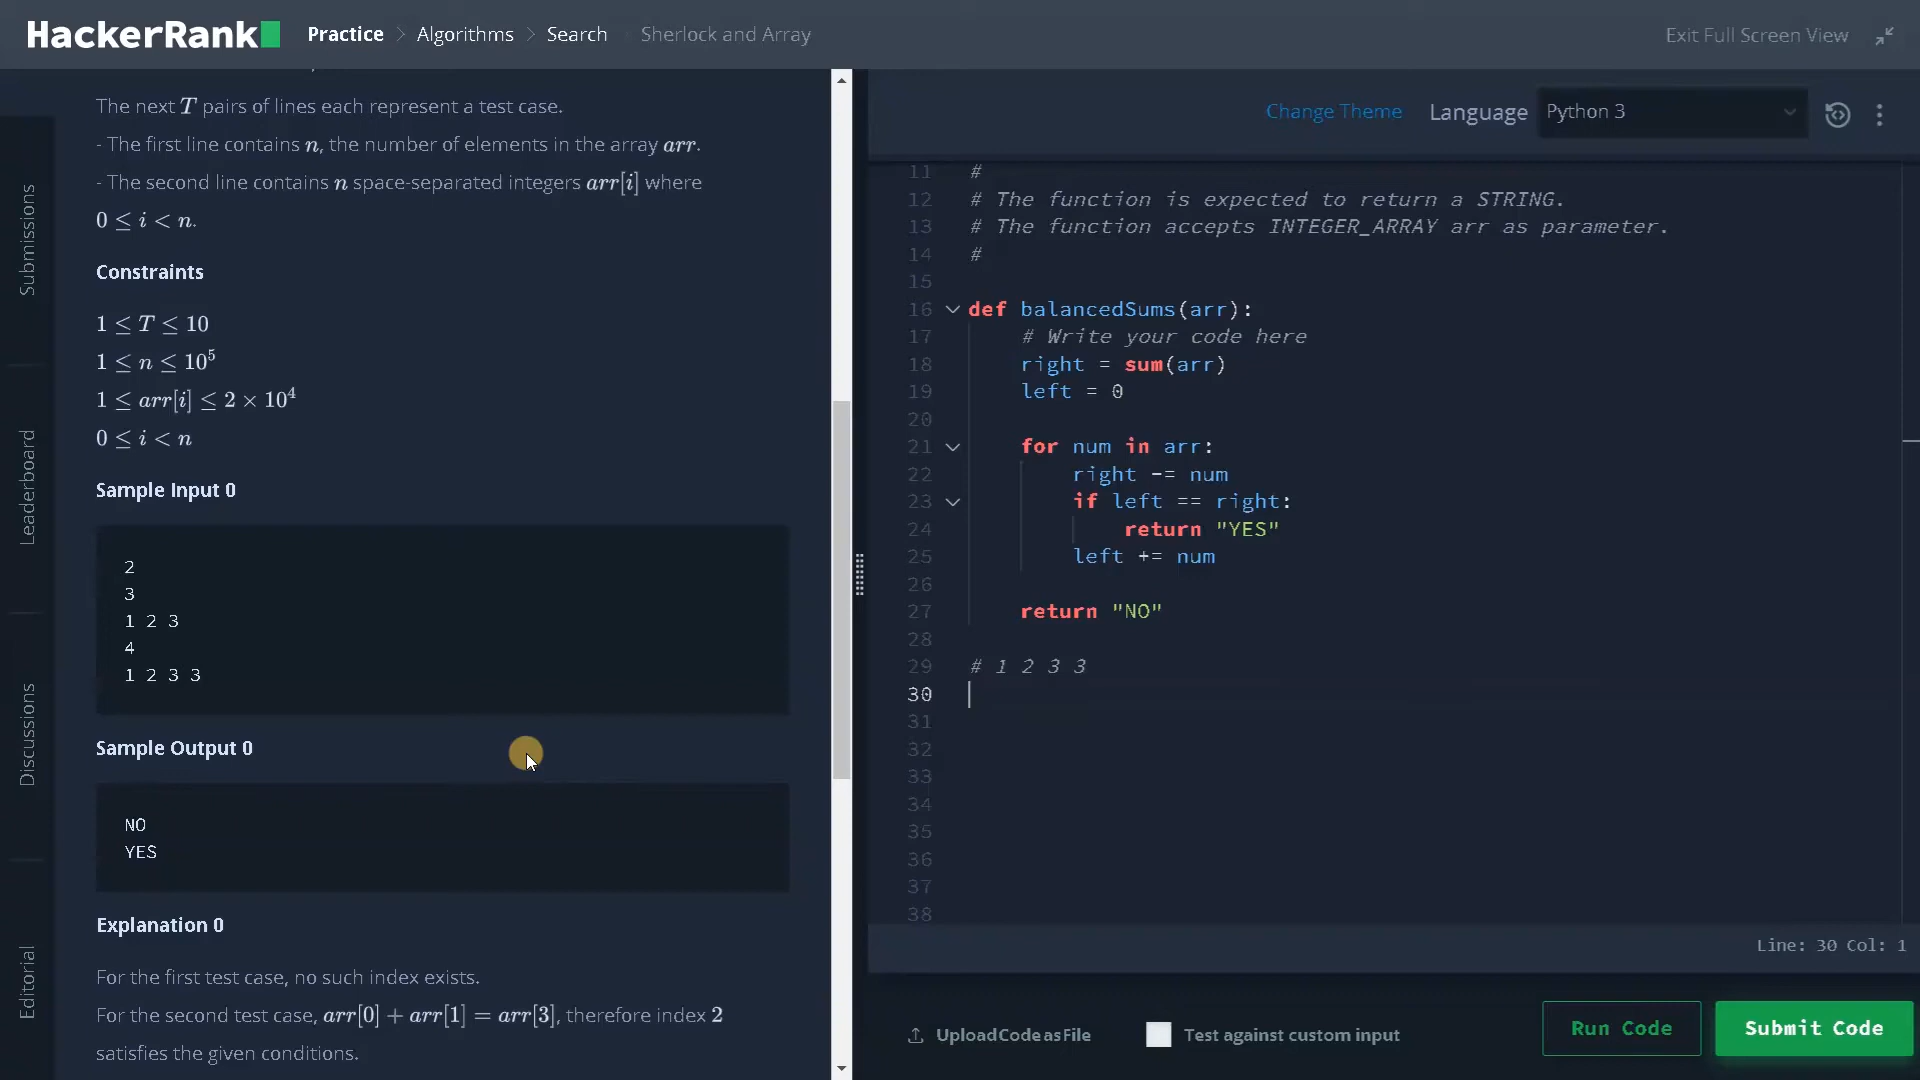 HackerRank Practice > Algorithms > Search > Sherlock and Array Exit Full Screen View
Submissions
Leaderboard
Discussions
Editorial
The next T pairs of lines each represent a test case.
- The first line contains n, the number of elements in the array arr.
- The second line contains n space-separated integers arr[i] where
0 ≤ i < n.
Constraints
1 ≤ T ≤ 10
1 ≤ n ≤ 10⁵
1 ≤ arr[i] ≤ 2 × 10⁴
0 ≤ i < n
Sample Input 0
2
3
1 2 3
4
1 2 3 3
Sample Output 0
NO
YES
Explanation 0
For the first test case, no such index exists.
For the second test case, arr[0] + arr[1] = arr[3], therefore index 2
satisfies the given conditions.
Change Theme Language Python 3
11 #
12 # The function is expected to return a STRING.
13 # The function accepts INTEGER_ARRAY arr as parameter.
14 #
15
16 def balancedSums(arr):
17     # Write your code here
18     right = sum(arr)
19     left = 0
20
21     for num in arr:
22         right -= num
23         if left == right:
24             return "YES"
25         left += num
26
27     return "NO"
28
29 # 1 2 3 3
30
31
32
33
34
35
36
37
38
Line: 30 Col: 1
Upload Code as File Test against custom input Run Code Submit Code